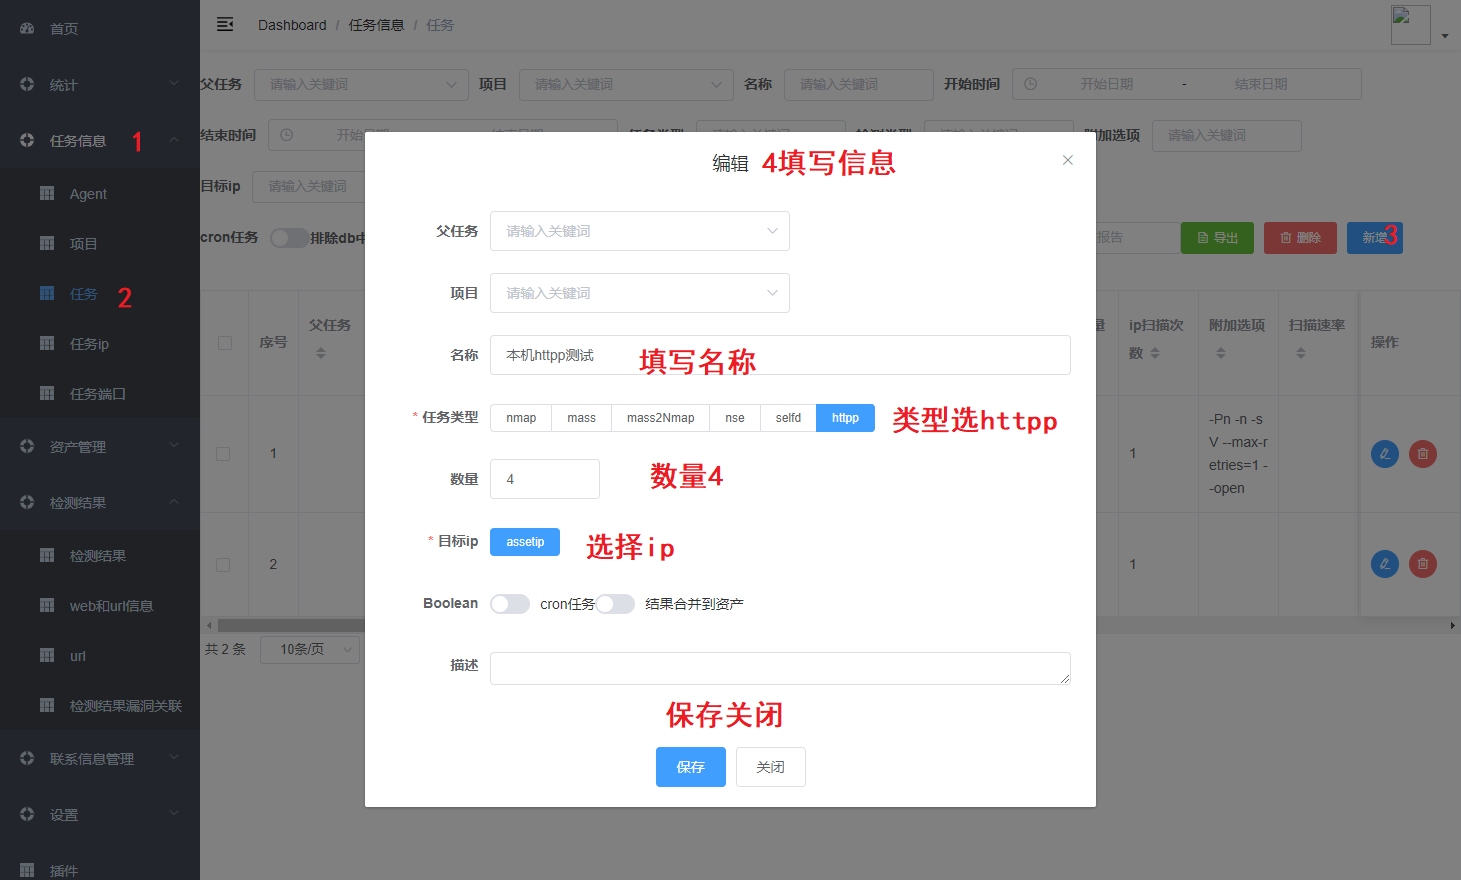 首页
统计
任务信息 1
Agent
项目
任务 2
任务ip
任务端口
资产管理
检测结果
检测结果
web和url信息
url
检测结果漏洞关联
联系信息管理
设置
插件
Dashboard / 任务信息 / 任务
父任务 请输入关键词 项目 请输入关键词 名称 请输入关键词 开始时间 开始日期 - 结束日期
结束时间 附加选项 请输入关键词
目标ip 请输入关键词
cron任务 排除db中 报告 导出 删除 新增 3
序号 父任务 量 ip扫描次数 附加选项 扫描速率 操作
1 1 -Pn -n -s
V --max-r
etries=1 -
-open
2 1
共 2 条 10条/页
编辑 4填写信息
父任务 请输入关键词
项目 请输入关键词
名称 本机httpp测试 填写名称
* 任务类型 nmap mass mass2Nmap nse selfd httpp 类型选httpp
数量 4 数量4
* 目标ip assetip 选择ip
Boolean cron任务 结果合并到资产
描述
保存关闭
保存 关闭